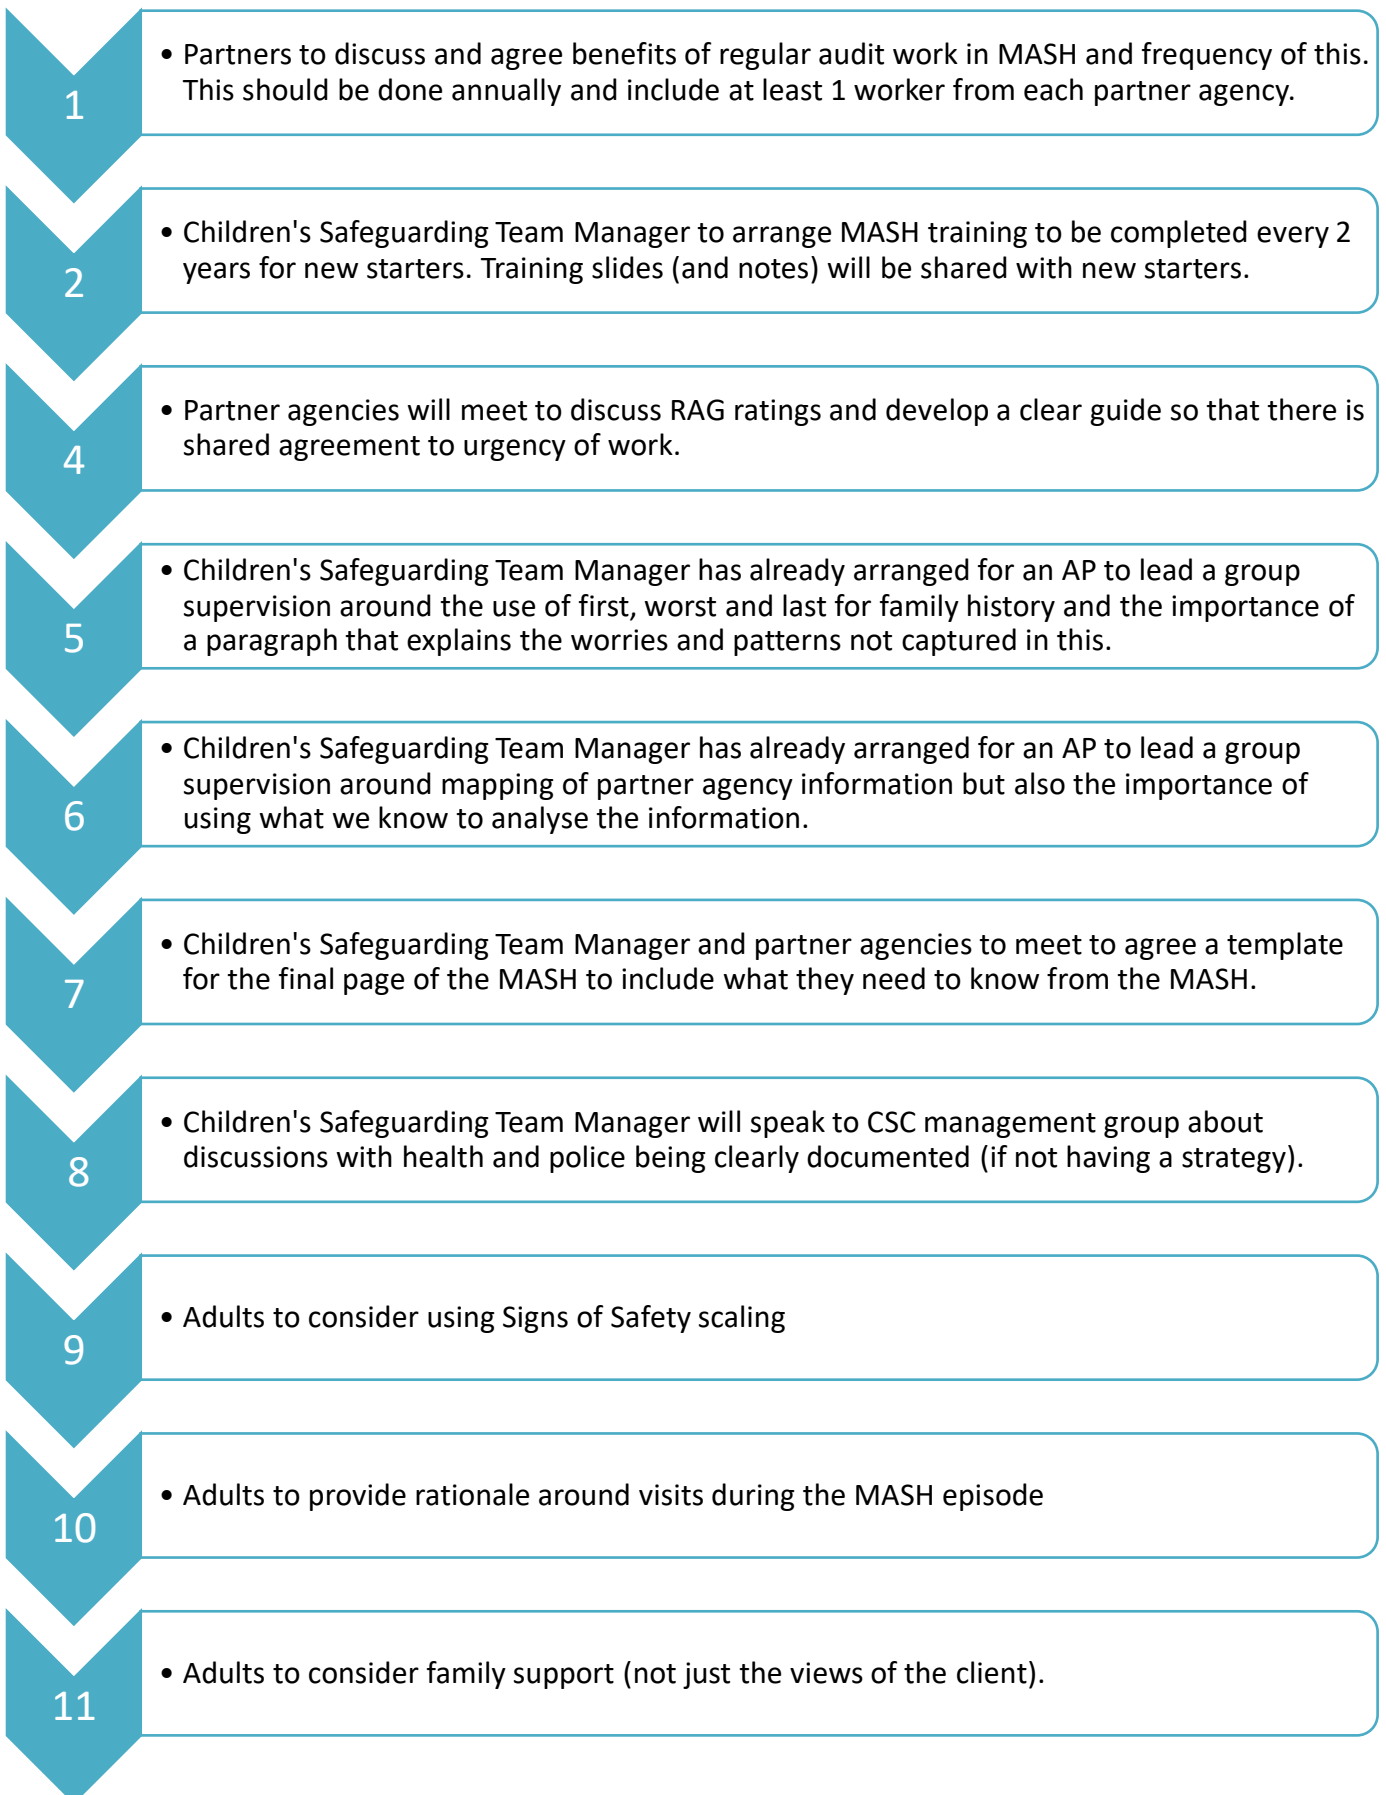 1
• Partners to discuss and agree benefits of regular audit work in MASH and frequency of this.
This should be done annually and include at least 1 worker from each partner agency.
2
• Children's Safeguarding Team Manager to arrange MASH training to be completed every 2
years for new starters. Training slides (and notes) will be shared with new starters.
4
• Partner agencies will meet to discuss RAG ratings and develop a clear guide so that there is
shared agreement to urgency of work.
5
• Children's Safeguarding Team Manager has already arranged for an AP to lead a group
supervision around the use of first, worst and last for family history and the importance of
a paragraph that explains the worries and patterns not captured in this.
6
• Children's Safeguarding Team Manager has already arranged for an AP to lead a group
supervision around mapping of partner agency information but also the importance of
using what we know to analyse the information.
7
• Children's Safeguarding Team Manager and partner agencies to meet to agree a template
for the final page of the MASH to include what they need to know from the MASH.
8
• Children's Safeguarding Team Manager will speak to CSC management group about
discussions with health and police being clearly documented (if not having a strategy).
9
• Adults to consider using Signs of Safety scaling
10
• Adults to provide rationale around visits during the MASH episode
11
• Adults to consider family support (not just the views of the client).